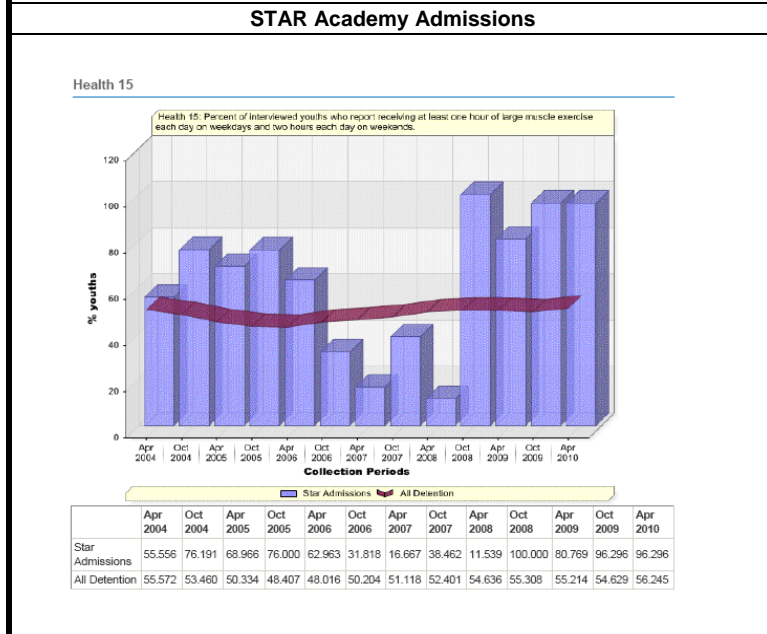 STAR Academy Admissions
Health 15
Health 15: Percent of interviewed youths who report receiving at least one hour of large muscle exercise
each day on weekdays and two hours each day on weekends.
120
100
80
60
40
20
0
% youths
Apr Oct Apr Oct Apr Oct Apr Oct Apr Oct Apr Oct Apr
2004 2004 2005 2005 2006 2006 2007 2007 2008 2008 2009 2009 2010
Collection Periods
Star Admissions All Detention
Apr Oct Apr Oct Apr Oct Apr Oct Apr Oct Apr Oct Apr
2004 2004 2005 2005 2006 2006 2007 2007 2008 2008 2009 2009 2010
Star
Admissions 55.556 76.191 68.966 76.000 62.963 31.818 16.667 38.462 11.539 100.000 80.769 96.296 96.296
All Detention 55.572 53.460 50.334 48.407 48.016 50.204 51.118 52.401 54.636 55.308 55.214 54.629 56.245